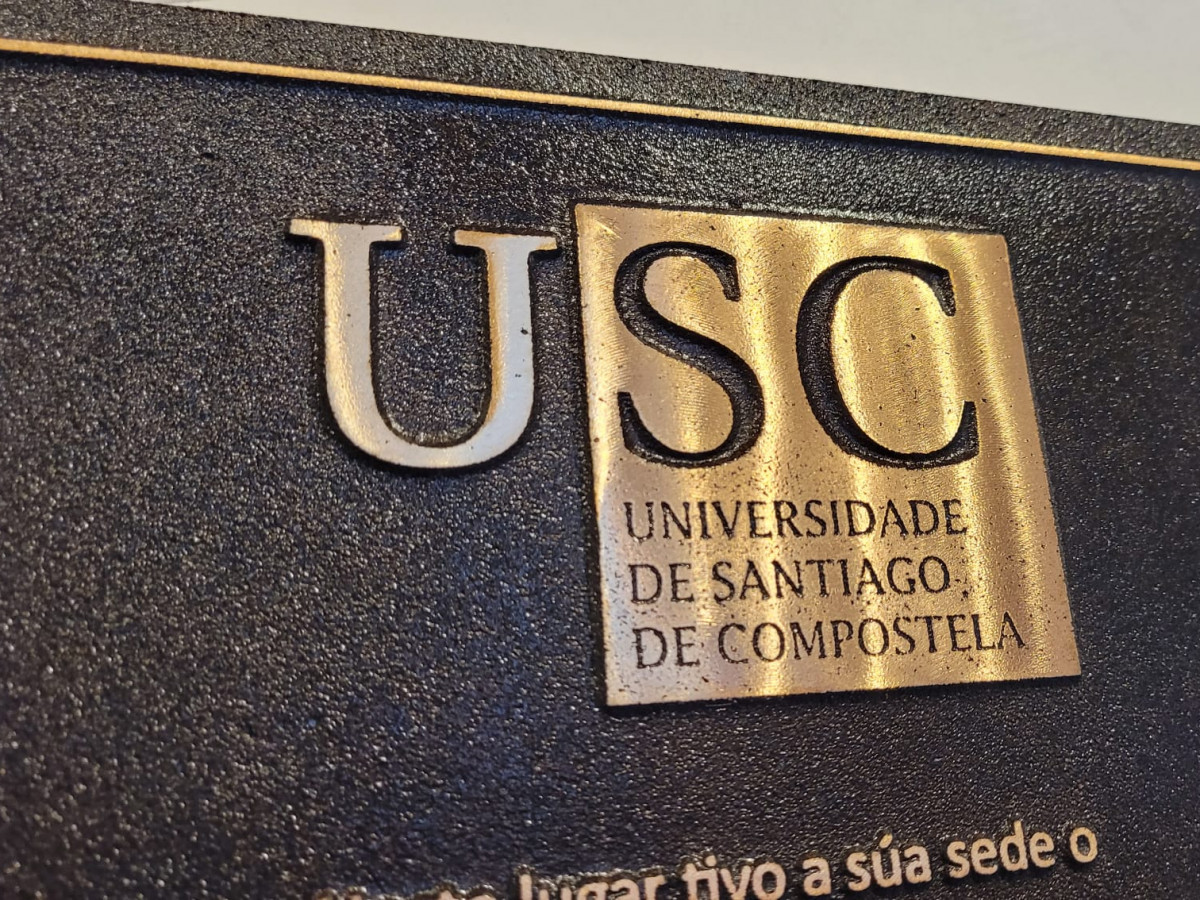 USC
UNIVERSIDADE
DE SANTIAGO
DE COMPOSTELA
lugar tivo a súa sede o